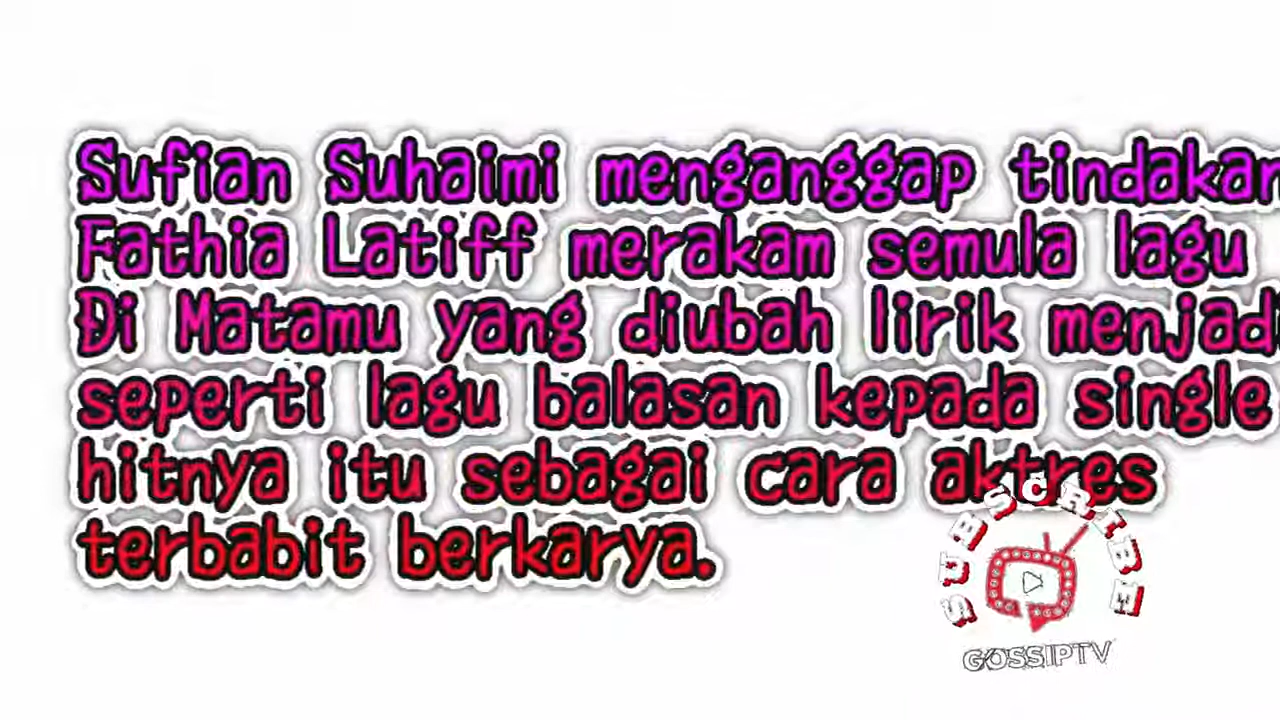 Sufian Suhaimi menganggap tindakan
Fathia Latiff merakam semula lagu
Di Matamu yang diubah lirik menjadi
seperti lagu balasan kepada single
hitnya itu sebagai cara aktres
terbabit berkarya.
SUBSCRIBE
GOSSIPTV